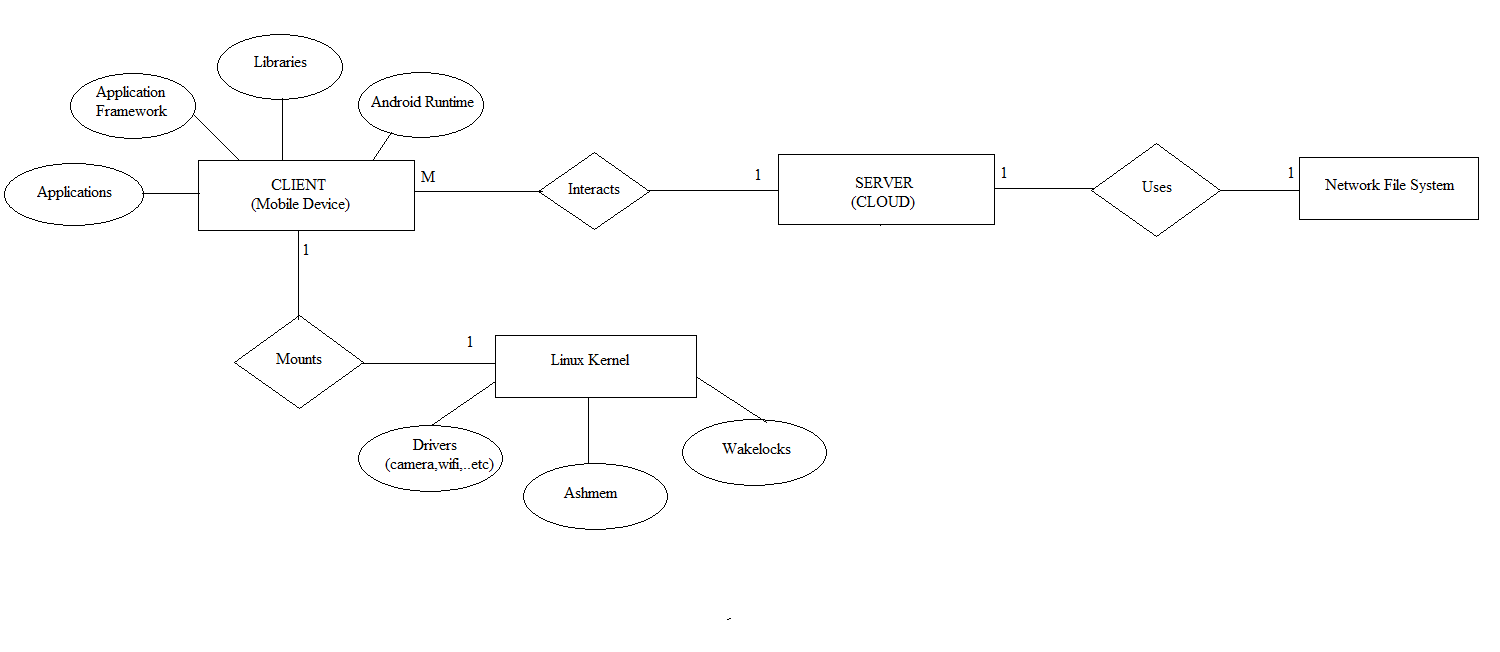 Libraries
Application
Framework
Android Runtime
Applications
CLIENT
(Mobile Device)
M
Interacts
1
SERVER
(CLOUD)
1
Uses
1
Network File System
1
Mounts
1
Linux Kernel
Drivers
(camera,wifi,..etc)
Ashmem
Wakelocks